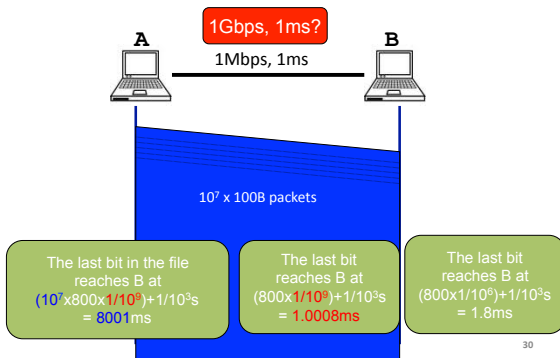 1Gbps, 1ms?
A
B
1Mbps, 1ms
10⁷ x 100B packets
The last bit in the file
reaches B at
(10⁷x800x1/10⁹)+1/10³s
= 8001ms
The last bit
reaches B at
(800x1/10⁹)+1/10³s
= 1.0008ms
The last bit
reaches B at
(800x1/10⁶)+1/10³s
= 1.8ms
30